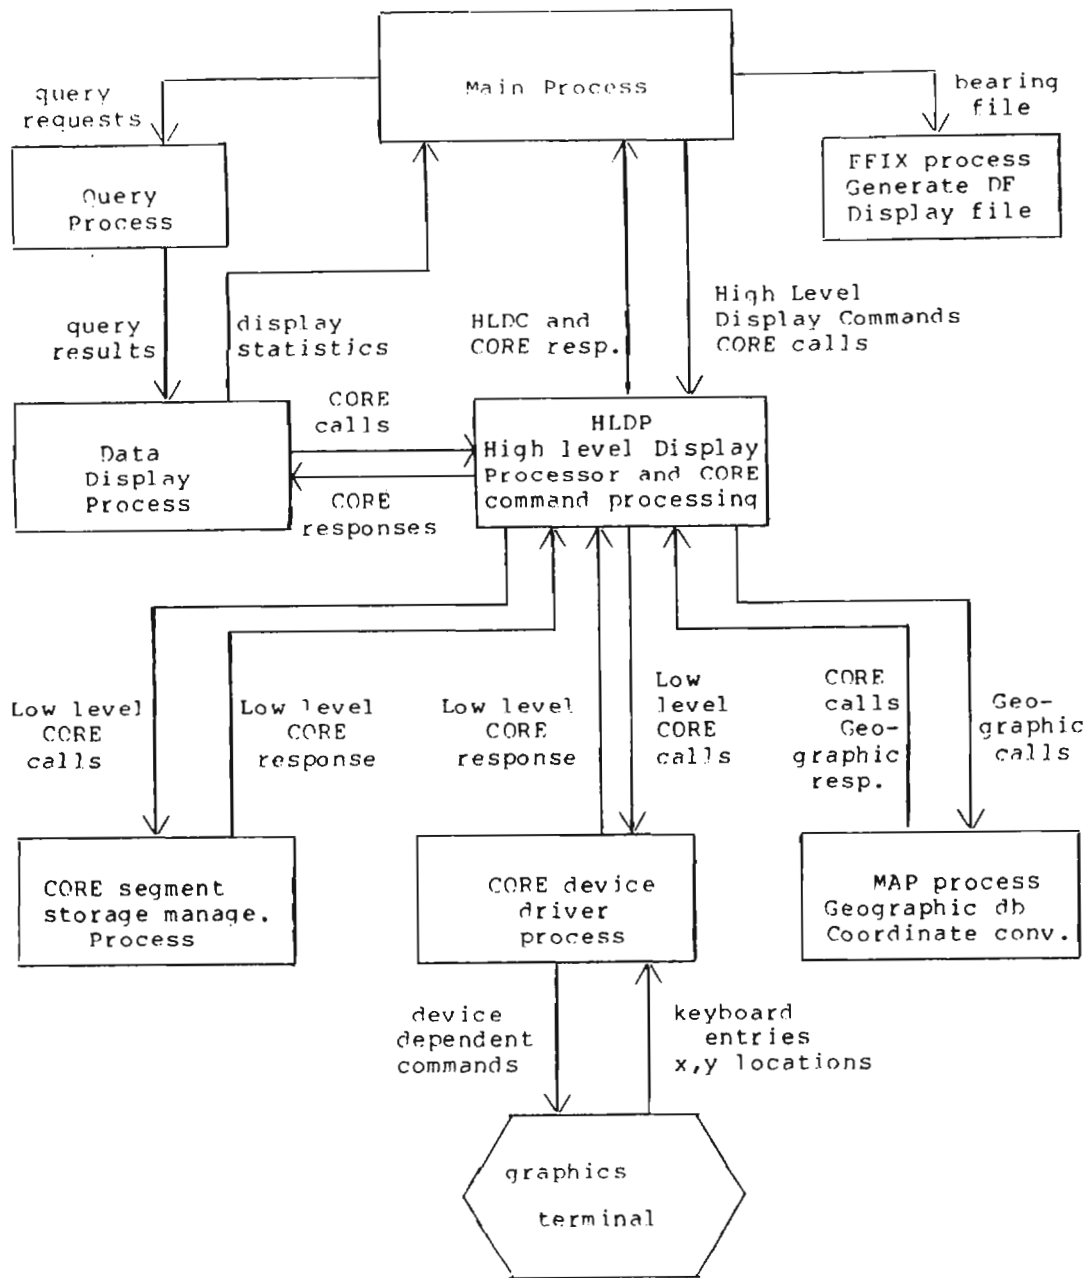 Main Process
query
requests
bearing
file
Query
Process
FFIX process
Generate DF
Display file
query
results
display
statistics
HLDC and
CORE resp.
High Level
Display Commands
CORE calls
Data
Display
Process
CORE
calls
CORE
responses
HLDP
High level Display
Processor and CORE
command processing
Low level
CORE
calls
Low level
CORE
response
Low level
CORE
response
Low
level
CORE
calls
CORE
calls
Geo-
graphic
resp.
Geo-
graphic
calls
CORE segment
storage manage.
Process
CORE device
driver
process
MAP process
Geographic db
Coordinate conv.
device
dependent
commands
keyboard
entries
x,y locations
graphics
terminal